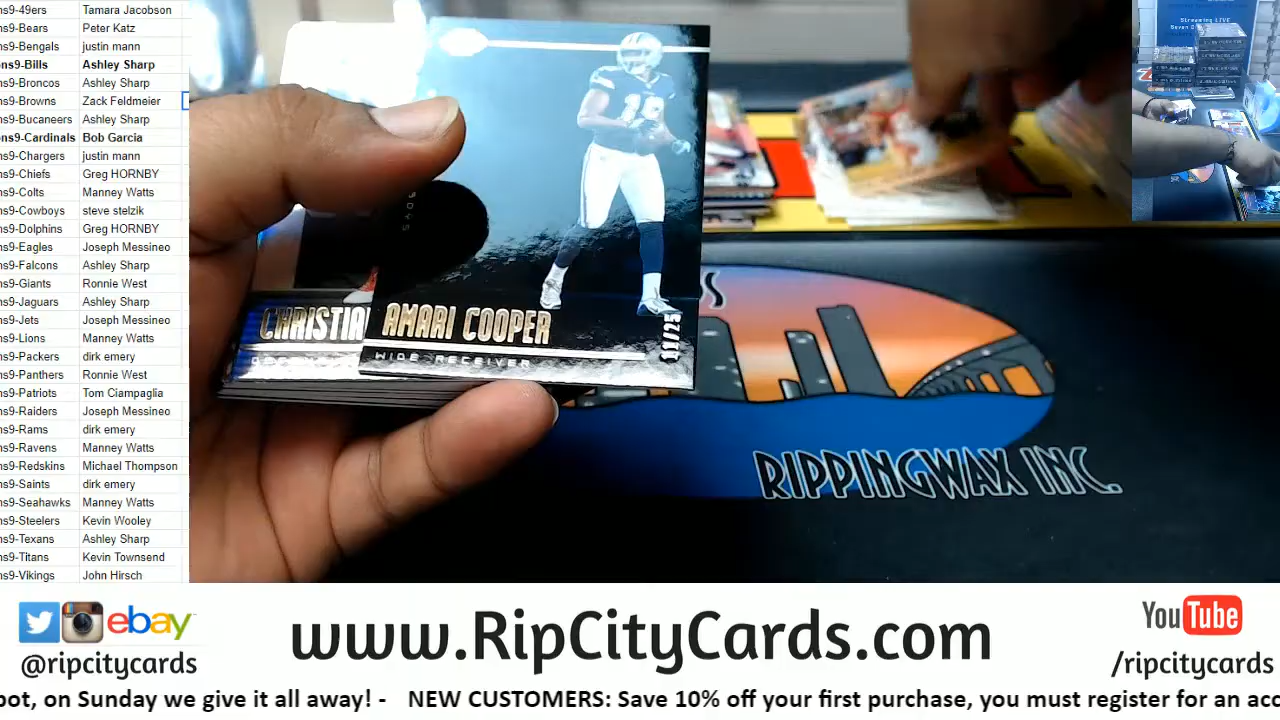 ns9-49ers Tamara Jacobson
ns9-Bears Peter Katz
ns9-Bengals justin mann
ons9-Bills Ashley Sharp
ns9-Broncos Ashley Sharp
ns9-Browns Zack Feldmeier
ns9-Bucaneers Ashley Sharp
ons9-Cardinals Bob Garcia
ns9-Chargers justin mann
ns9-Chiefs Greg HORNBY
ns9-Colts Manney Watts
ns9-Cowboys steve stelzik
ns9-Dolphins Greg HORNBY
ns9-Eagles Joseph Messineo
ns9-Falcons Ashley Sharp
ns9-Giants Ronnie West
ns9-Jaguars Ashley Sharp
ns9-Jets Joseph Messineo
ns9-Lions Manney Watts
ns9-Packers dirk emery
ns9-Panthers Ronnie West
ns9-Patriots Tom Ciampaglia
ns9-Raiders Joseph Messineo
ns9-Rams dirk emery
ns9-Ravens Manney Watts
ns9-Redskins Michael Thompson
ns9-Saints dirk emery
ns9-Seahawks Manney Watts
ns9-Steelers Kevin Wooley
ns9-Texans Ashley Sharp
ns9-Titans Kevin Townsend
ns9-Vikings John Hirsch
Streaming LIVE
CHRISTIA
AMARI COOPER
WIDE RECEIVER
11/25
S
RIPPINGWAX INC.
ebay
@ripcitycards
www.RipCityCards.com
YouTube
/ripcitycards
pot, on Sunday we give it all away! - NEW CUSTOMERS: Save 10% off your first purchase, you must register for an acc